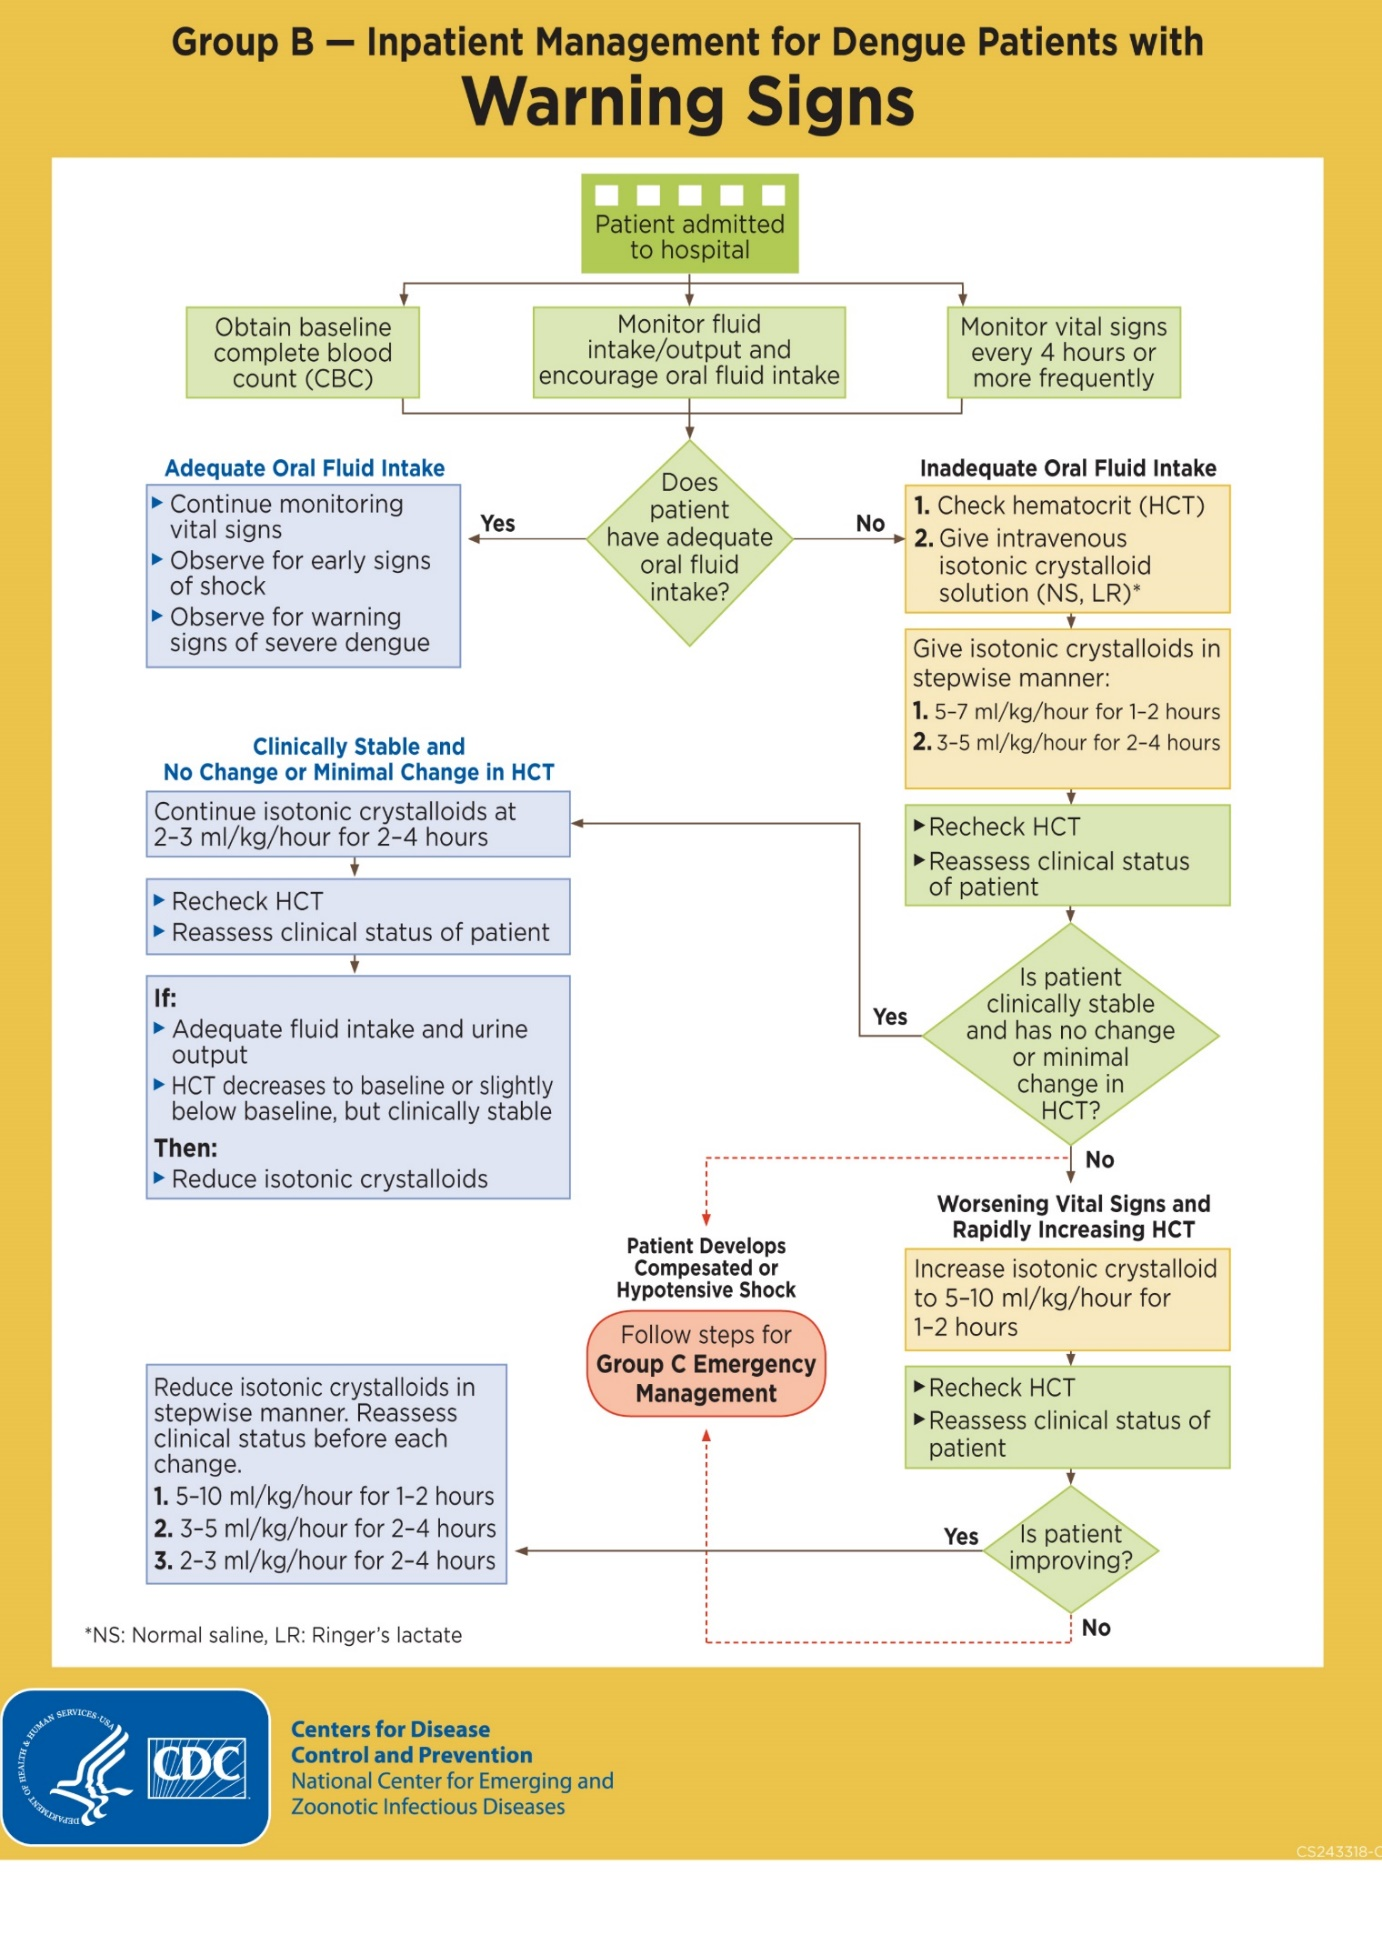 Group B — Inpatient Management for Dengue Patients with
Warning Signs
Patient admitted
to hospital
Obtain baseline
complete blood
count (CBC)
Monitor fluid
intake/output and
encourage oral fluid intake
Monitor vital signs
every 4 hours or
more frequently
Does
patient
have adequate
oral fluid
intake?
Yes
No
Adequate Oral Fluid Intake
▶ Continue monitoring
vital signs
▶ Observe for early signs
of shock
▶ Observe for warning
signs of severe dengue
Inadequate Oral Fluid Intake
1. Check hematocrit (HCT)
2. Give intravenous
isotonic crystalloid
solution (NS, LR)*
Give isotonic crystalloids in
stepwise manner:
1. 5–7 ml/kg/hour for 1–2 hours
2. 3–5 ml/kg/hour for 2–4 hours
▶ Recheck HCT
▶ Reassess clinical status
of patient
Is patient
clinically stable
and has no change
or minimal
change in
HCT?
Yes
No
Clinically Stable and
No Change or Minimal Change in HCT
Continue isotonic crystalloids at
2–3 ml/kg/hour for 2–4 hours
▶ Recheck HCT
▶ Reassess clinical status of patient
If:
▶ Adequate fluid intake and urine
output
▶ HCT decreases to baseline or slightly
below baseline, but clinically stable
Then:
▶ Reduce isotonic crystalloids
Patient Develops
Compesated or
Hypotensive Shock
Follow steps for
Group C Emergency
Management
Worsening Vital Signs and
Rapidly Increasing HCT
Increase isotonic crystalloid
to 5–10 ml/kg/hour for
1–2 hours
▶ Recheck HCT
▶ Reassess clinical status of
patient
Is patient
improving?
Yes
No
Reduce isotonic crystalloids in
stepwise manner. Reassess
clinical status before each
change.
1. 5–10 ml/kg/hour for 1–2 hours
2. 3–5 ml/kg/hour for 2–4 hours
3. 2–3 ml/kg/hour for 2–4 hours
*NS: Normal saline, LR: Ringer's lactate
DEPARTMENT OF HEALTH & HUMAN SERVICES·USA
CDC
Centers for Disease
Control and Prevention
National Center for Emerging and
Zoonotic Infectious Diseases
CS243318-C